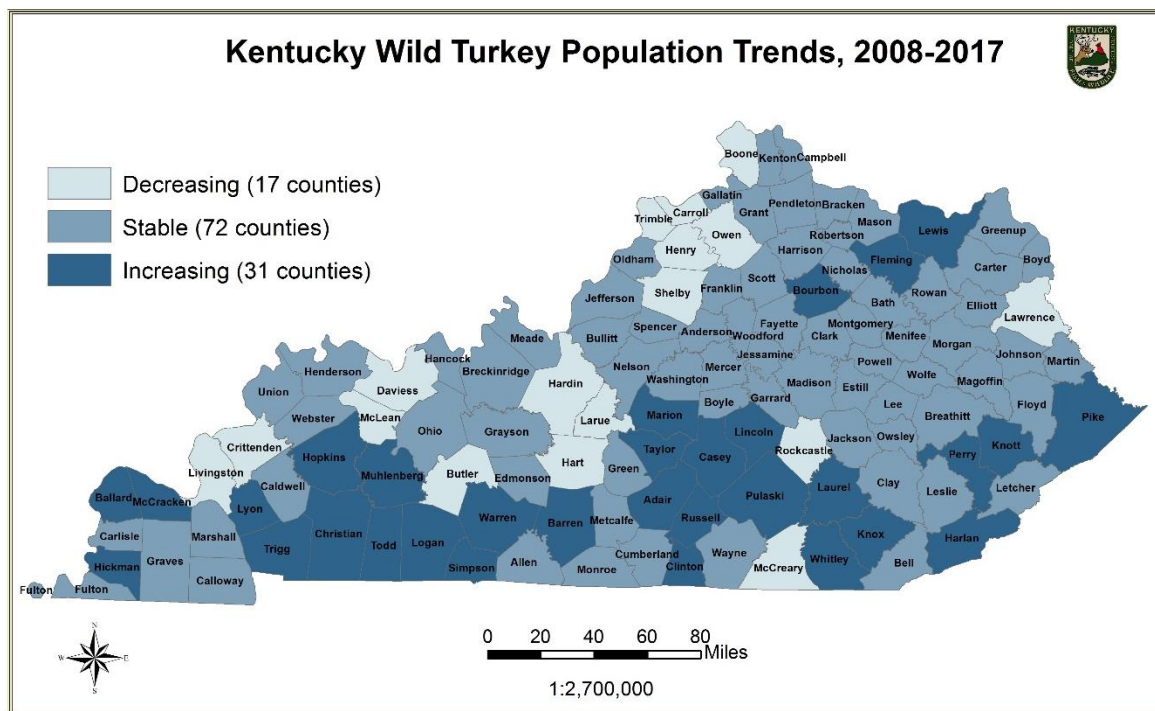 Kentucky Wild Turkey Population Trends, 2008-2017
KENTUCKY
Decreasing (17 counties)
Stable (72 counties)
Increasing (31 counties)
Boone
Kenton
Campbell
Gallatin
Carroll
Trimble
Grant
Pendleton
Bracken
Mason
Lewis
Greenup
Owen
Robertson
Henry
Harrison
Fleming
Oldham
Nicholas
Carter
Boyd
Shelby
Franklin
Scott
Bourbon
Rowan
Jefferson
Bath
Elliott
Lawrence
Spencer
Anderson
Fayette
Montgomery
Bullitt
Woodford
Clark
Menifee
Morgan
Meade
Hancock
Jessamine
Johnson
Martin
Henderson
Breckinridge
Nelson
Mercer
Powell
Wolfe
Union
Daviess
Hardin
Washington
Madison
Estill
Magoffin
Webster
McLean
Larue
Boyle
Garrard
Lee
Floyd
Ohio
Grayson
Marion
Lincoln
Breathitt
Pike
Crittenden
Jackson
Owsley
Hopkins
Hart
Taylor
Casey
Rockcastle
Knott
Livingston
Muhlenberg
Butler
Edmonson
Green
Perry
Caldwell
Pulaski
Laurel
Clay
Letcher
Ballard
McCracken
Lyon
Adair
Leslie
Warren
Barren
Metcalfe
Russell
Carlisle
Marshall
Trigg
Christian
Todd
Logan
Knox
Harlan
Cumberland
Wayne
Graves
Hickman
Simpson
Allen
Monroe
Clinton
McCreary
Whitley
Bell
Calloway
Fulton
Fulton
N
W
E
S
0 20 40 60 80
Miles
1:2,700,000